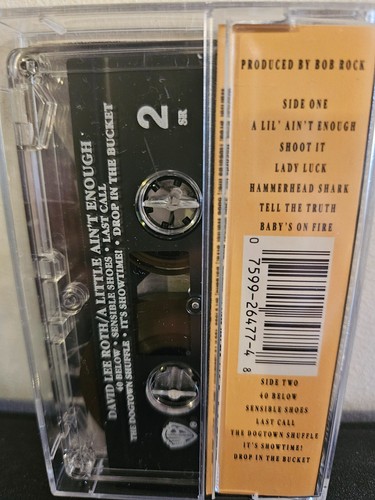 2
SR
DAVID LEE ROTH/A LITTLE AIN'T ENOUGH
40 BELOW • SENSIBLE SHOES • LAST CALL
THE DOGTOWN SHUFFLE • IT'S SHOWTIME! • DROP IN THE BUCKET
PRODUCED BY BOB ROCK
SIDE ONE
A LIL' AIN'T ENOUGH
SHOOT IT
LADY LUCK
HAMMERHEAD SHARK
TELL THE TRUTH
BABY'S ON FIRE
0 7599-26477-4 8
SIDE TWO
40 BELOW
SENSIBLE SHOES
LAST CALL
THE DOGTOWN SHUFFLE
IT'S SHOWTIME!
DROP IN THE BUCKET